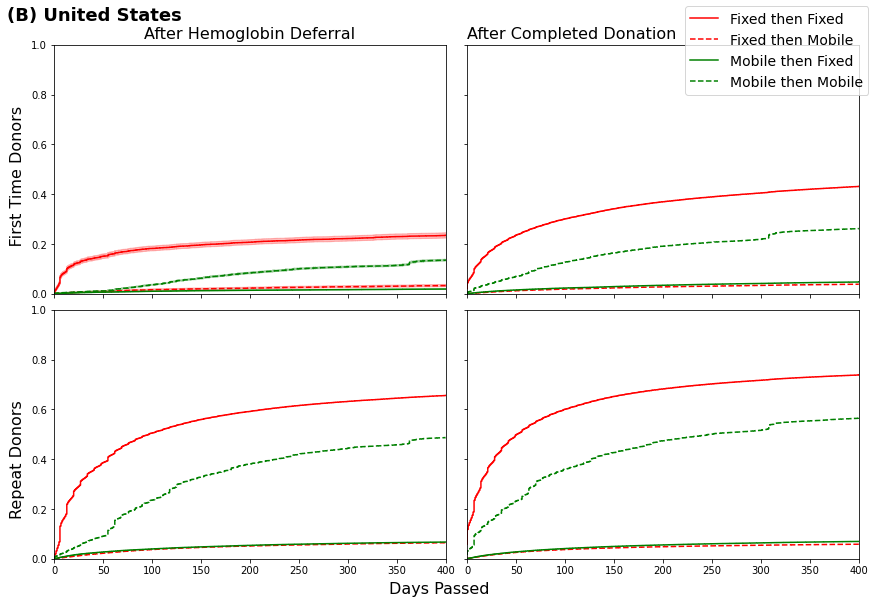 (B) United States
After Hemoglobin Deferral
After Completed Donation
Fixed then Fixed
Fixed then Mobile
Mobile then Fixed
Mobile then Mobile
First Time Donors
1.0
0.8
0.6
0.4
0.2
0.0
0 50 100 150 200 250 300 350 400
Repeat Donors
1.0
0.8
0.6
0.4
0.2
0.0
0 50 100 150 200 250 300 350 400
Days Passed